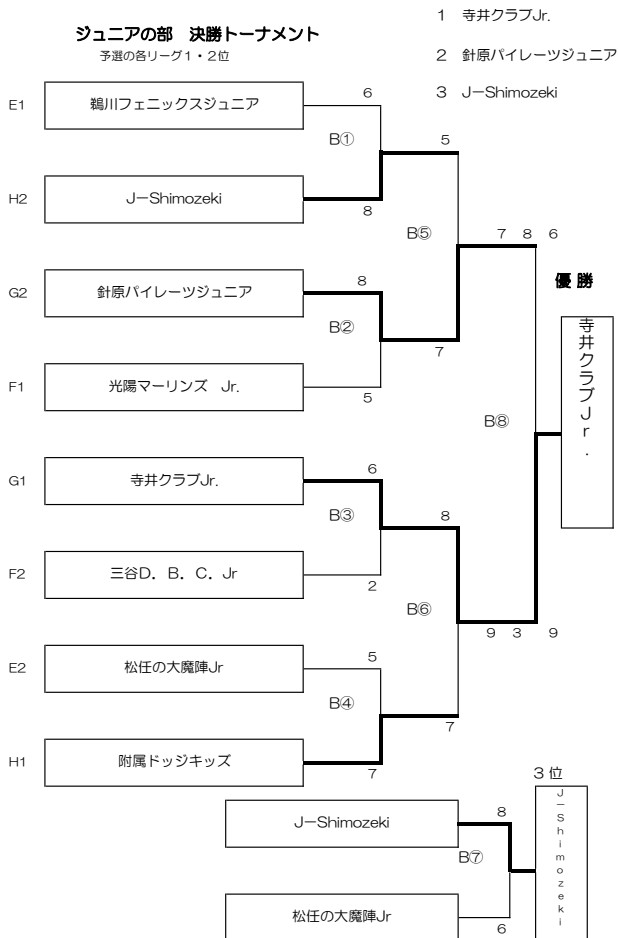 ジュニアの部 決勝トーナメント
予選の各リーグ1・2位
1 寺井クラブJr.
2 針原パイレーツジュニア
3 J－Shimozeki
E1 鵜川フェニックスジュニア 6
B①
5
H2 J－Shimozeki 8
B⑤
7 8 6
G2 針原パイレーツジュニア 8
B②
7
F1 光陽マーリンズ Jr. 5
B⑧
優 勝
寺井クラブJr.
G1 寺井クラブJr. 6
B③
8
F2 三谷D．B．C．Jr 2
B⑥
9 3 9
E2 松任の大魔陣Jr 5
B④
7
H1 附属ドッジキッズ 7
3位
J－Shimozeki
J－Shimozeki 8
B⑦
松任の大魔陣Jr 6